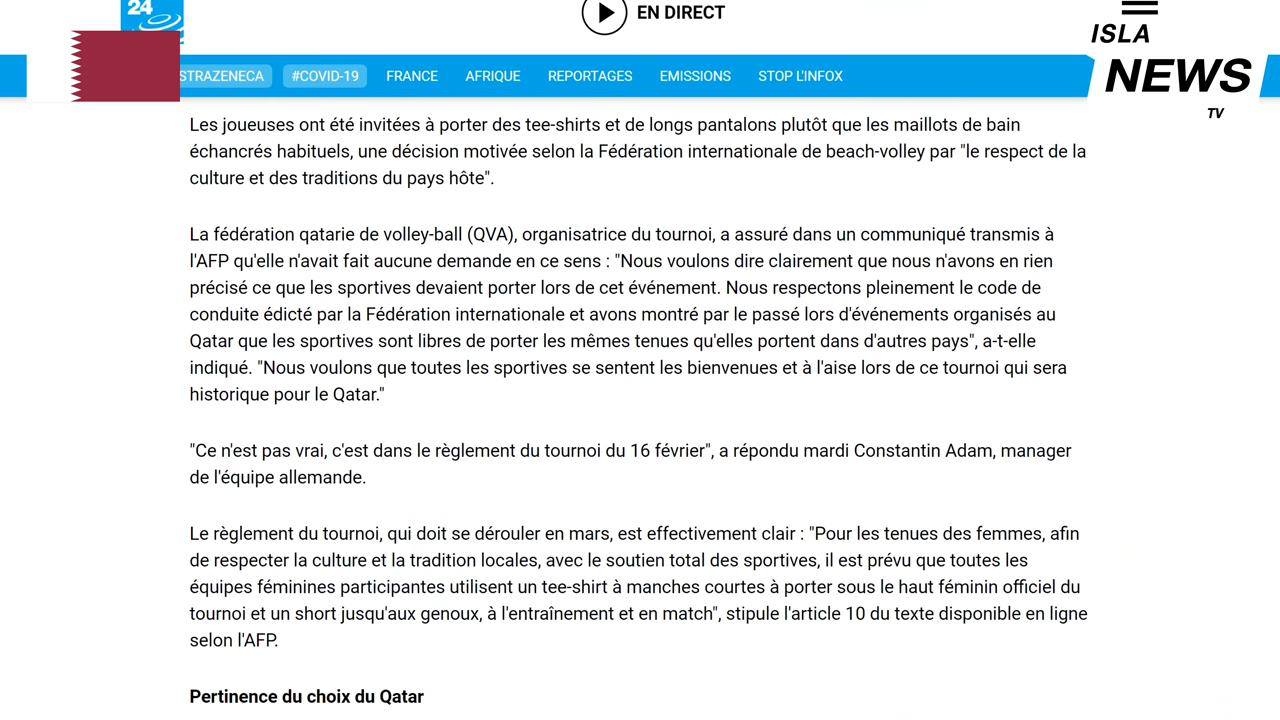 24
EN DIRECT
ISLA
NEWS
TV
STRAZENECA #COVID-19 FRANCE AFRIQUE REPORTAGES EMISSIONS STOP L'INFOX
Les joueuses ont été invitées à porter des tee-shirts et de longs pantalons plutôt que les maillots de bain
échancrés habituels, une décision motivée selon la Fédération internationale de beach-volley par "le respect de la
culture et des traditions du pays hôte".
La fédération qatarie de volley-ball (QVA), organisatrice du tournoi, a assuré dans un communiqué transmis à
l'AFP qu'elle n'avait fait aucune demande en ce sens : "Nous voulons dire clairement que nous n'avons en rien
précisé ce que les sportives devaient porter lors de cet événement. Nous respectons pleinement le code de
conduite édicté par la Fédération internationale et avons montré par le passé lors d'événements organisés au
Qatar que les sportives sont libres de porter les mêmes tenues qu'elles portent dans d'autres pays", a-t-elle
indiqué. "Nous voulons que toutes les sportives se sentent les bienvenues et à l'aise lors de ce tournoi qui sera
historique pour le Qatar."
"Ce n'est pas vrai, c'est dans le règlement du tournoi du 16 février", a répondu mardi Constantin Adam, manager
de l'équipe allemande.
Le règlement du tournoi, qui doit se dérouler en mars, est effectivement clair : "Pour les tenues des femmes, afin
de respecter la culture et la tradition locales, avec le soutien total des sportives, il est prévu que toutes les
équipes féminines participantes utilisent un tee-shirt à manches courtes à porter sous le haut féminin officiel du
tournoi et un short jusqu'aux genoux, à l'entraînement et en match", stipule l'article 10 du texte disponible en ligne
selon l'AFP.
Pertinence du choix du Qatar